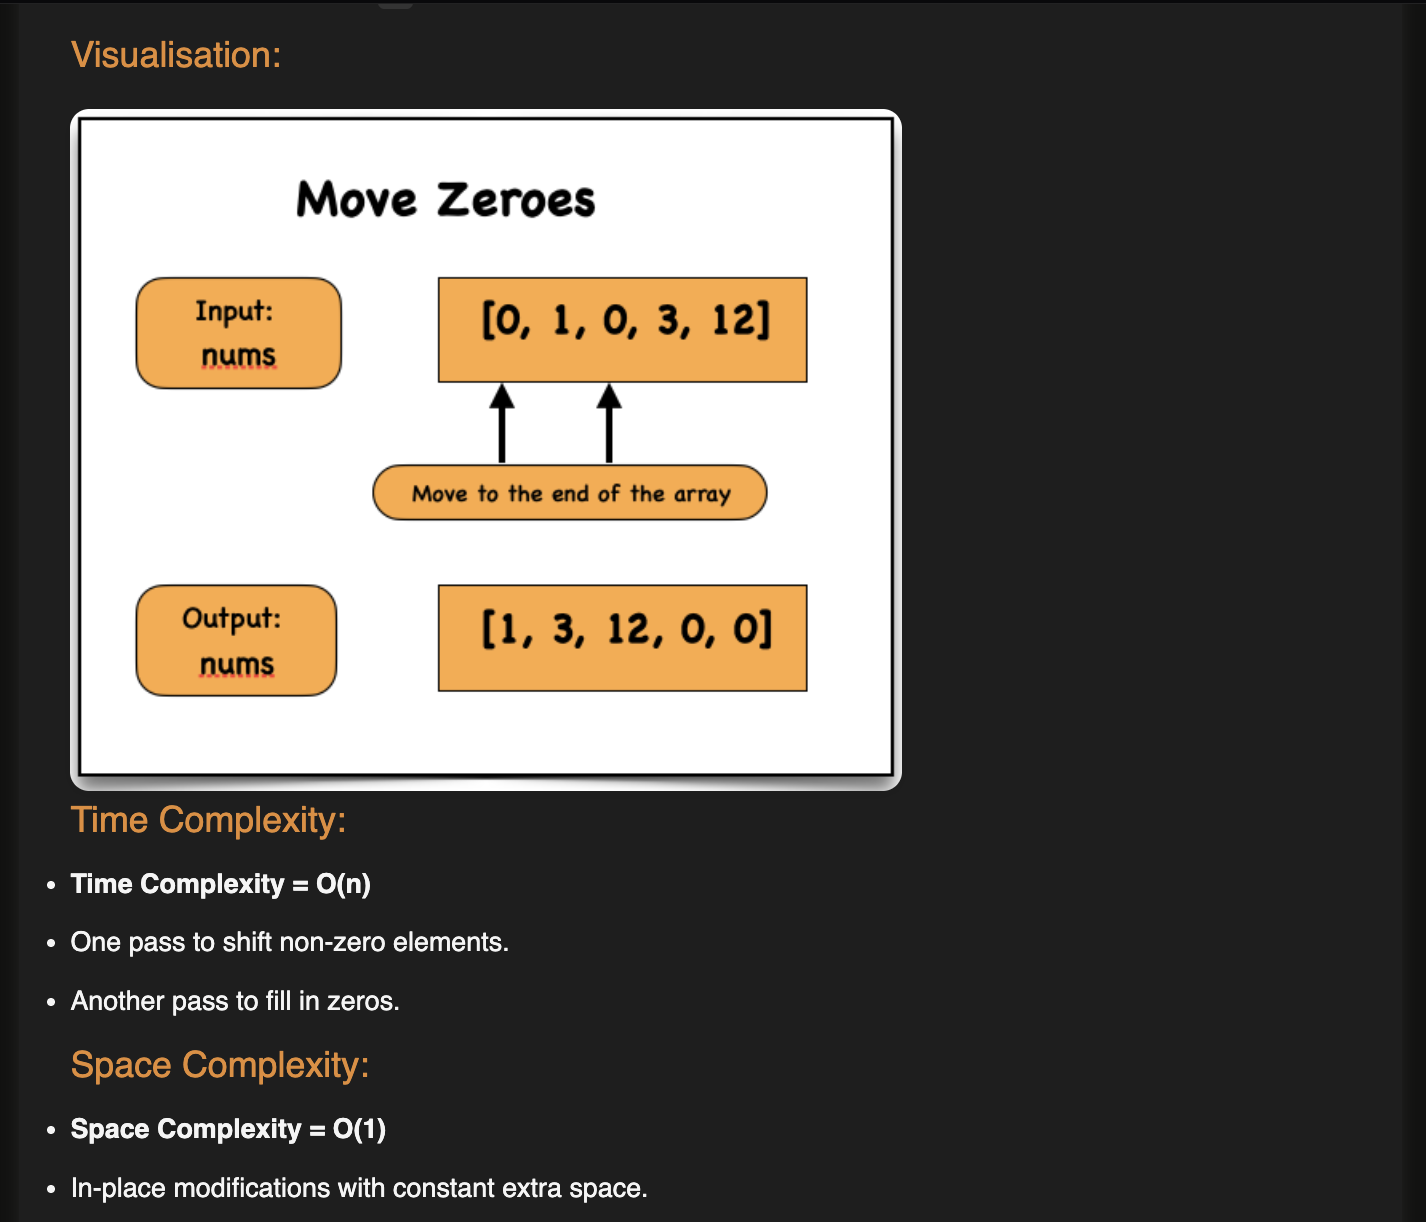 Visualisation:
Move Zeroes
Input:
nums
[0, 1, 0, 3, 12]
Move to the end of the array
Output:
nums
[1, 3, 12, 0, 0]
Time Complexity:
• Time Complexity = O(n)
• One pass to shift non-zero elements.
• Another pass to fill in zeros.
Space Complexity:
• Space Complexity = O(1)
• In-place modifications with constant extra space.